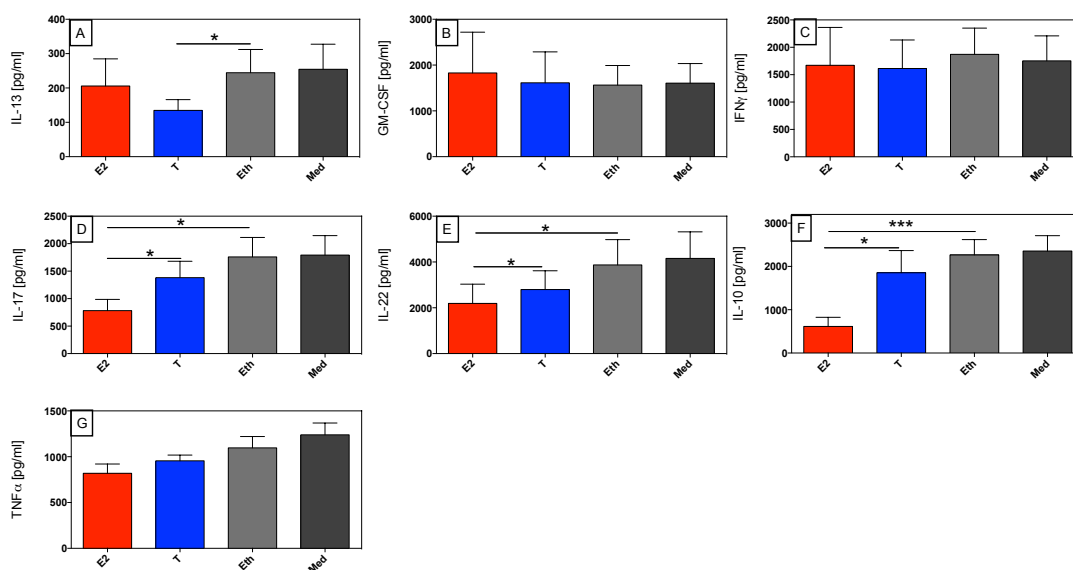 A
IL-13 [pg/ml]
400
300
200
100
0
*
E2 T Eth Med
B
GM-CSF [pg/ml]
3000
2000
1000
0
E2 T Eth Med
C
IFNγ [pg/ml]
2500
2000
1500
1000
500
0
E2 T Eth Med
D
IL-17 [pg/ml]
2500
2000
1500
1000
500
0
*
*
E2 T Eth Med
E
IL-22 [pg/ml]
6000
4000
2000
0
*
*
E2 T Eth Med
F
IL-10 [pg/ml]
3000
2000
1000
0
***
*
E2 T Eth Med
G
TNFα [pg/ml]
1500
1000
500
0
E2 T Eth Med